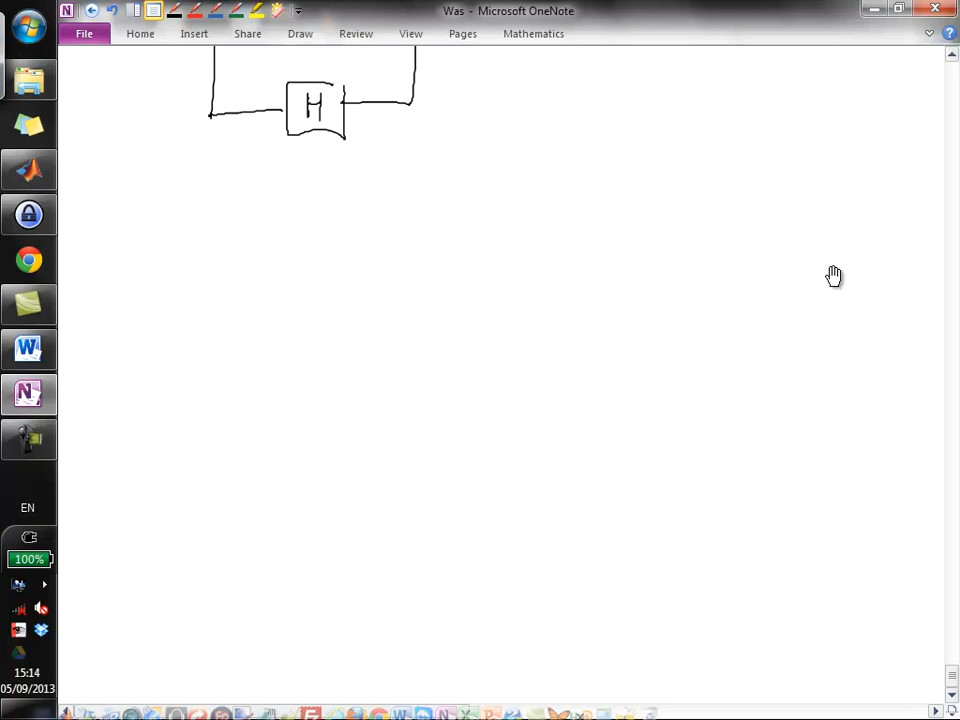 Was - Microsoft OneNote
File Home Insert Share Draw Review View Pages Mathematics
H
EN
100%
15:14
05/09/2013